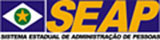 SEAP
SISTEMA ESTADUAL DE ADMINISTRAÇÃO DE PESSOAS